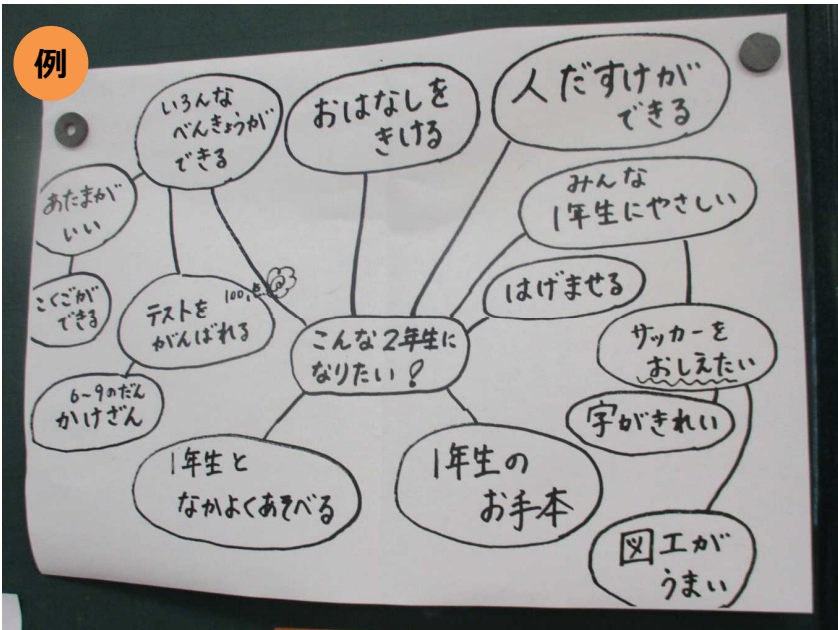 例
いろんな
べんきょうが
できる
おはなしを
きける
人だすけが
できる
あたまが
いい
みんな
1年生にやさしい
こくごが
できる
テストを
がんばれる
100点
はげませる
こんな2年生に
なりたい!
サッカーを
おしえたい
6~9のだん
かけざん
字がきれい
1年生と
なかよくあそべる
1年生の
お手本
図工が
うまい